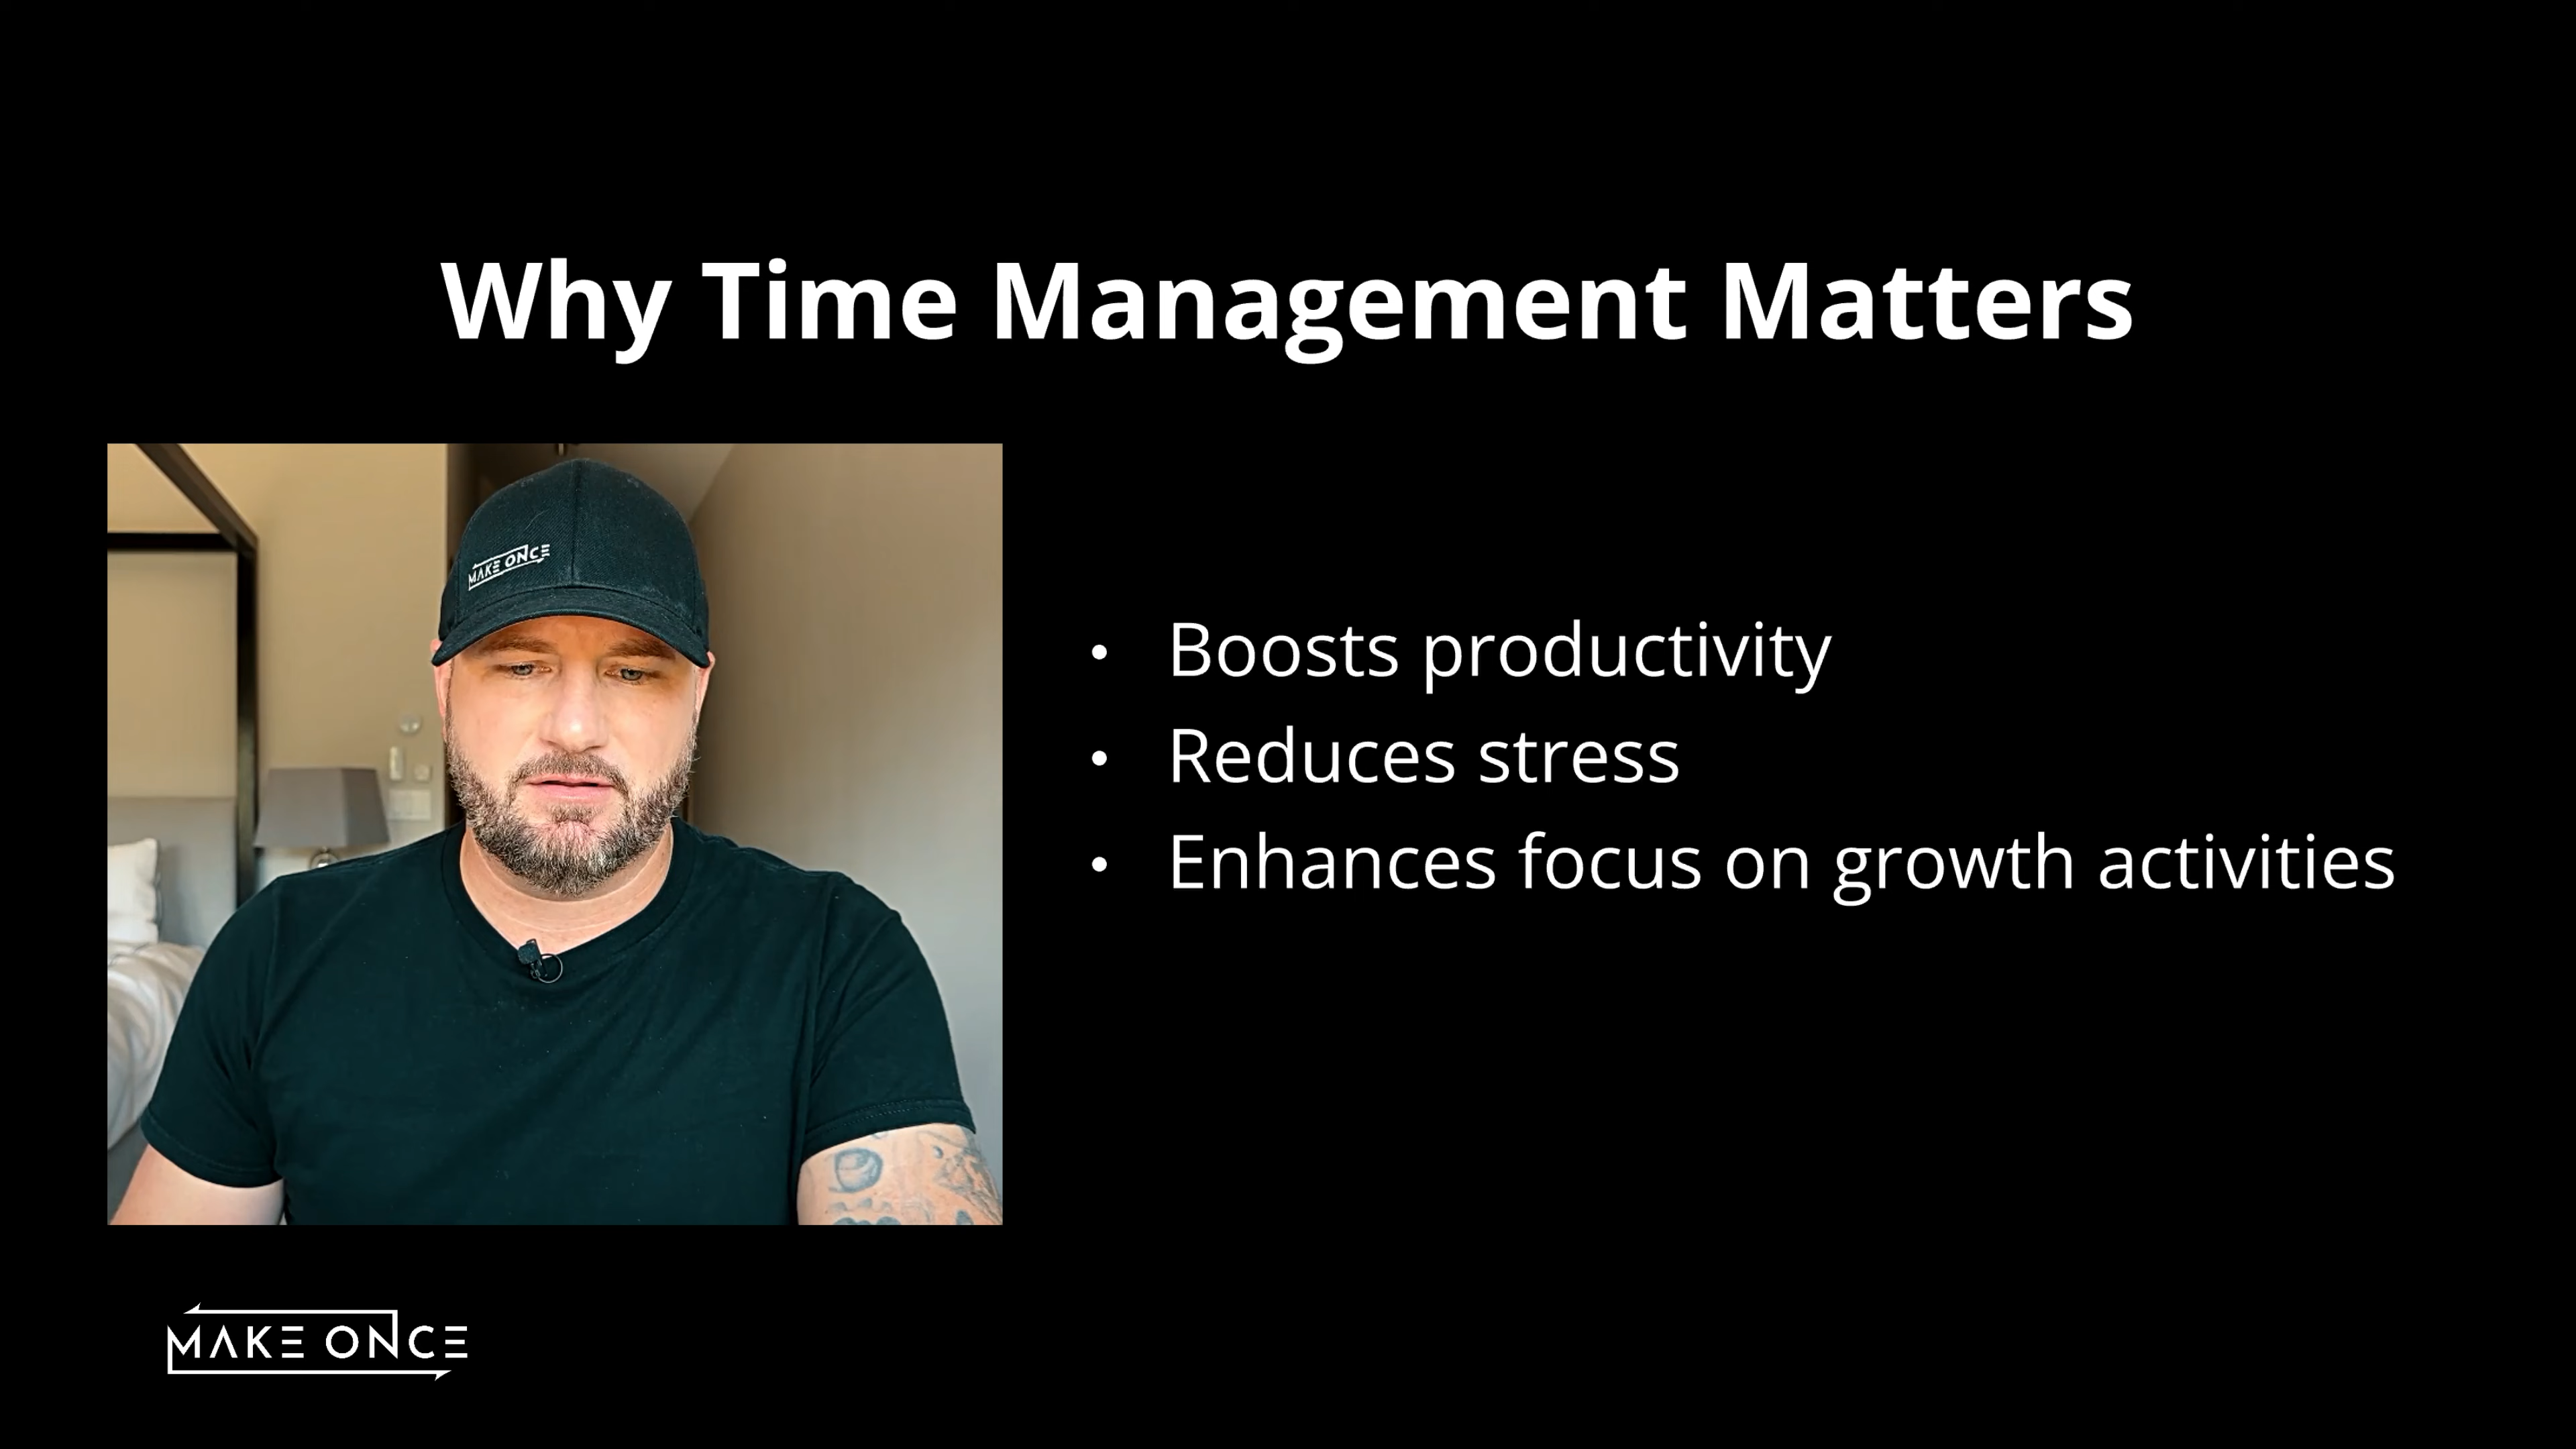 Why Time Management Matters
MAKE ONCE
• Boosts productivity
• Reduces stress
• Enhances focus on growth activities
MAKE ONCE